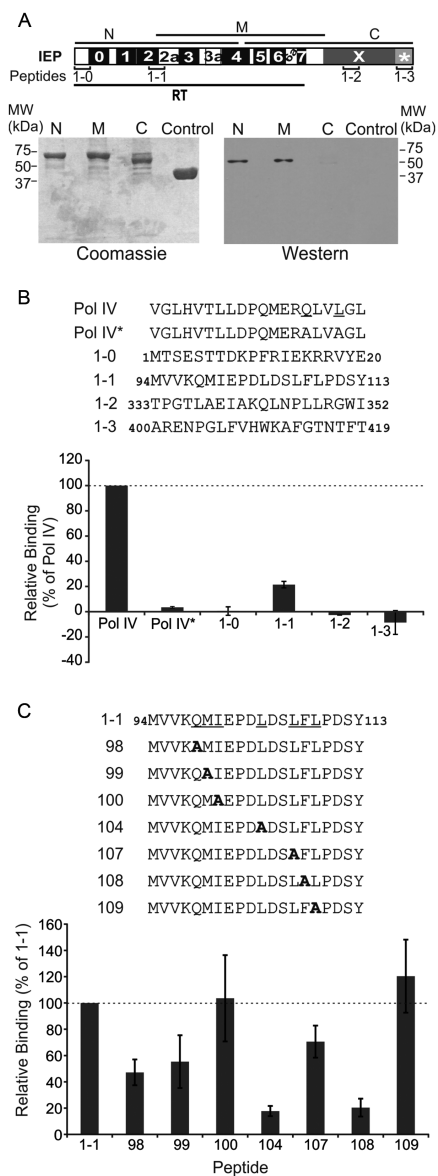 A
N M C
IEP 0 1 2 2a 3 3a 4 5 6 7 X *
Peptides 1-0 1-1 1-2 1-3
RT
MW (kDa) N M C Control N M C Control MW (kDa)
75 50 37 75 50 37
Coomassie Western
B
Pol IV VGLHVTLLDPQMERQLVLGL
Pol IV* VGLHVTLLDPQMERALVAGL
1-0 1MTSESTTDKPFRIEKRRVYE20
1-1 94MVVKQMIEPDLDSLFLPDSY113
1-2 333TPGTLAEIAKQLNPLLRGWI352
1-3 400ARENPGLFVHWKAFGTNTFT419
Relative Binding (% of Pol IV)
120
100
80
60
40
20
0
-20
-40
Pol IV Pol IV* 1-0 1-1 1-2 1-3
C
1-1 94MVVKQMIEPDLDSLFLPDSY113
98 MVVKAMIEPDLDSLFLPDSY
99 MVVKQAIEPDLDSLFLPDSY
100 MVVKQMAEPDLDSLFLPDSY
104 MVVKQMIEPDADSLFLPDSY
107 MVVKQMIEPDLDSAFLPDSY
108 MVVKQMIEPDLDSLALPDSY
109 MVVKQMIEPDLDSLFAPDSY
Relative Binding (% of 1-1)
160
140
120
100
80
60
40
20
0
1-1 98 99 100 104 107 108 109
Peptide